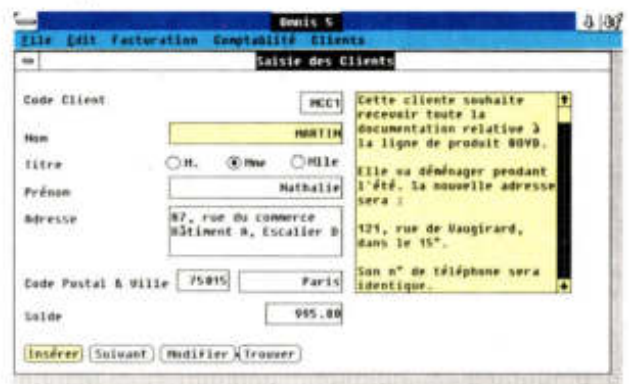 Omnis 5
File Edit Facturation Comptabilité Clients
Saisie des Clients
Code Client MCC1
Nom MARTIN
Titre M. Mme Mlle
Prénom Nathalie
Adresse 87, rue du commerce
Bâtiment A, Escalier D
Code Postal & Ville 75015 Paris
Solde 995.00
Insérer Suivant Modifier Trouver
Cette cliente souhaite
recevoir toute la
documentation relative à
la ligne de produit
Elle va déménager pendant
l'été. Sa nouvelle adresse
sera :
121, rue de Vaugirard,
dans le 15°.
Son n° de téléphone sera
identique.